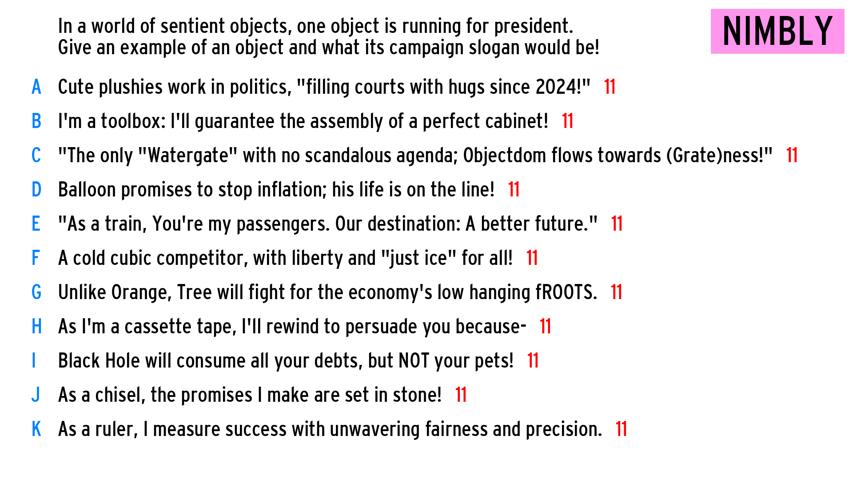 In a world of sentient objects, one object is running for president.
Give an example of an object and what its campaign slogan would be!
NIMBLY
A Cute plushies work in politics, "filling courts with hugs since 2024!" 11
B I'm a toolbox: I'll guarantee the assembly of a perfect cabinet! 11
C "The only "Watergate" with no scandalous agenda; Objectdom flows towards (Grate)ness!" 11
D Balloon promises to stop inflation; his life is on the line! 11
E "As a train, You're my passengers. Our destination: A better future." 11
F A cold cubic competitor, with liberty and "just ice" for all! 11
G Unlike Orange, Tree will fight for the economy's low hanging fROOTS. 11
H As I'm a cassette tape, I'll rewind to persuade you because- 11
I Black Hole will consume all your debts, but NOT your pets! 11
J As a chisel, the promises I make are set in stone! 11
K As a ruler, I measure success with unwavering fairness and precision. 11